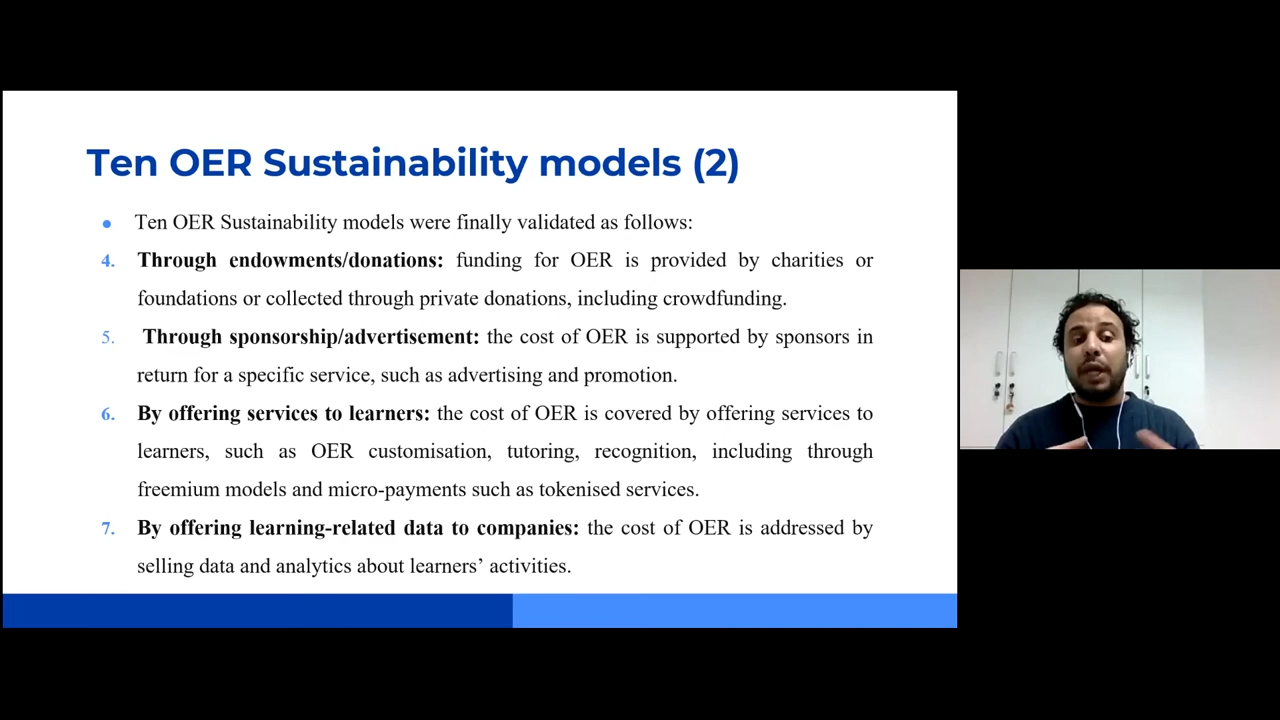 Ten OER Sustainability models (2)
• Ten OER Sustainability models were finally validated as follows:
4. Through endowments/donations: funding for OER is provided by charities or
foundations or collected through private donations, including crowdfunding.
5. Through sponsorship/advertisement: the cost of OER is supported by sponsors in
return for a specific service, such as advertising and promotion.
6. By offering services to learners: the cost of OER is covered by offering services to
learners, such as OER customisation, tutoring, recognition, including through
freemium models and micro-payments such as tokenised services.
7. By offering learning-related data to companies: the cost of OER is addressed by
selling data and analytics about learners’ activities.